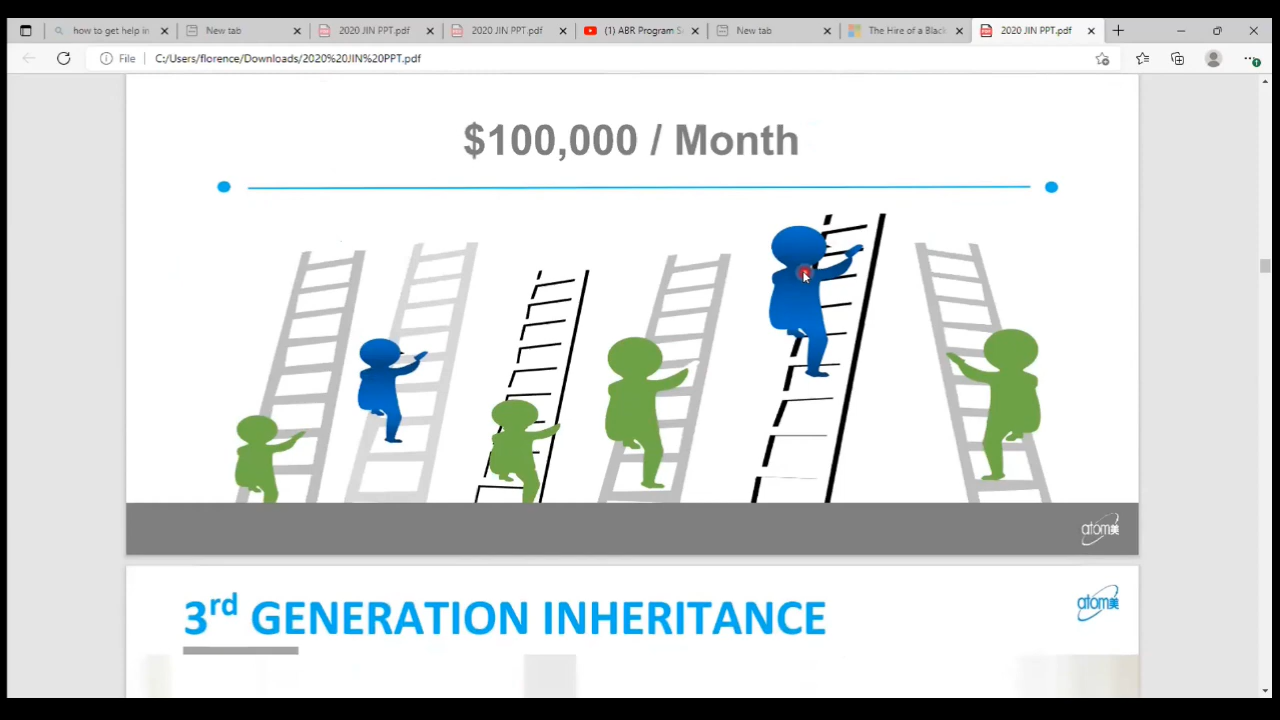 how to get help in
New tab
2020 JIN PPT.pdf
2020 JIN PPT.pdf
(1) ABR Program S
New tab
The Hire of a Black
2020 JIN PPT.pdf
File C:/Users/florence/Downloads/2020%20JIN%20PPT.pdf
$100,000 / Month
atom美
3rd GENERATION INHERITANCE
atom美